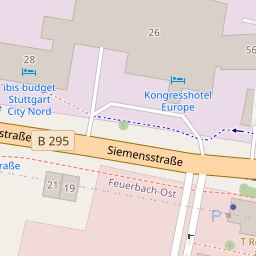 26
56
28
ibis budget
Stuttgart
City Nord
Kongresshotel
Europe
straße
B 295
Siemensstraße
raße
21
19
Feuerbach-Ost
P
T R